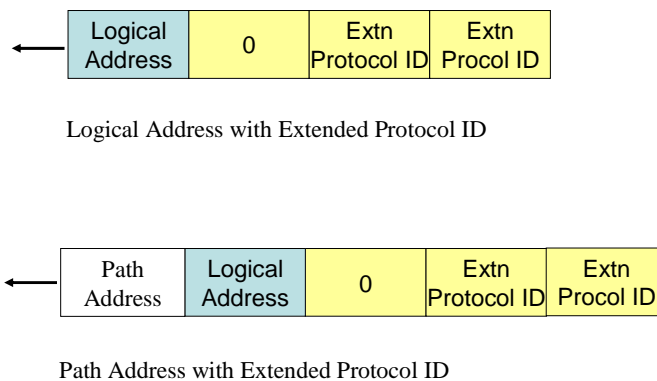 Logical
Address
0
Extn
Protocol ID
Extn
Procol ID
Logical Address with Extended Protocol ID
Path
Address
Logical
Address
0
Extn
Protocol ID
Extn
Procol ID
Path Address with Extended Protocol ID